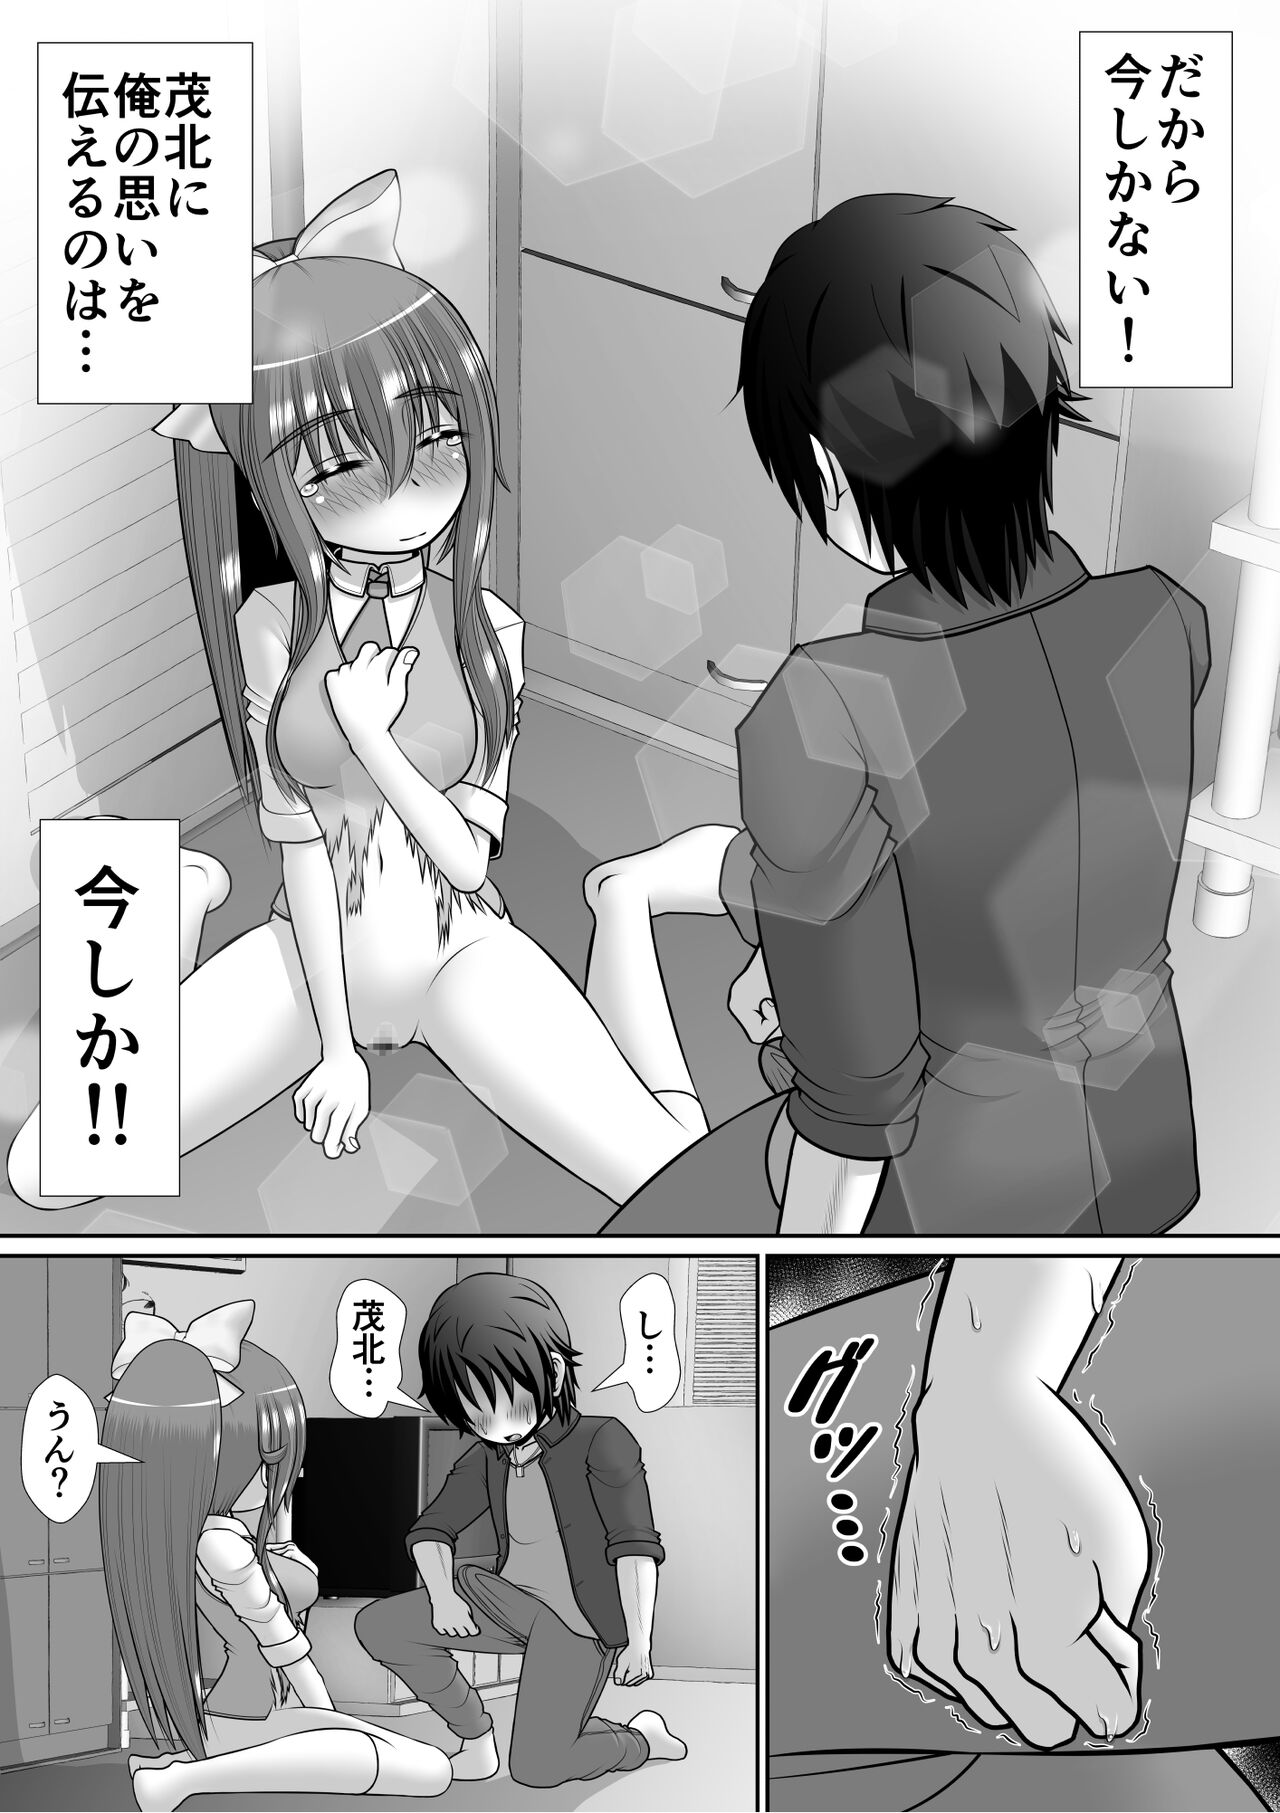 だから
今しかない！
茂北に
俺の思いを
伝えるのは…
今しか!!
グッ…
し…
茂北…
うん？